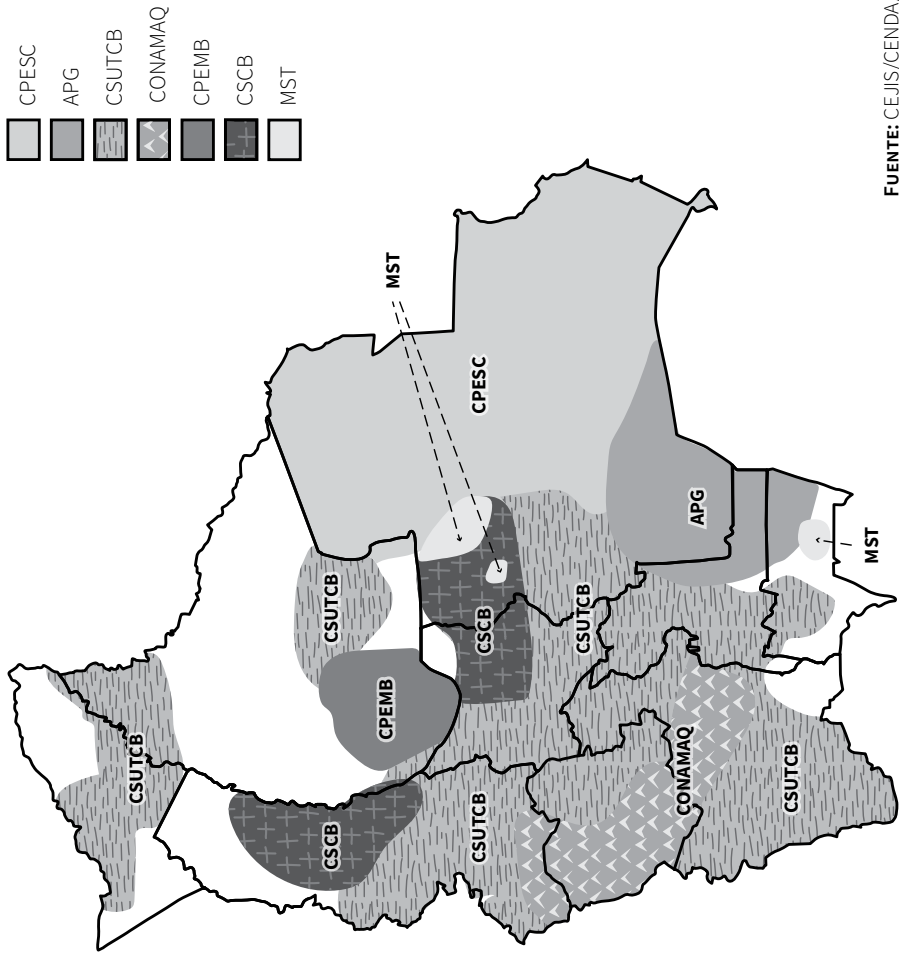 CPESC
APG
CSUTCB
CONAMAQ
CPEMB
CSCB
MST
MST
CPESC
CSUTCB
CSUTCB
CPEMB
CSCB
CSUTCB
APG
MST
CSCB
CSUTCB
CONAMAQ
CSUTCB
FUENTE: CEJIS/CENDA.